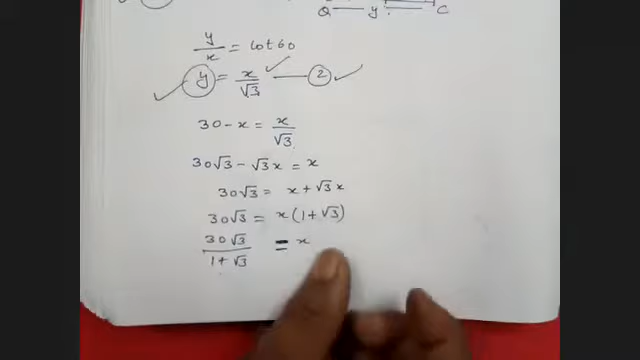 Q y C
y/x = cot 60
y = x/√3 — 2
30 - x = x/√3
30√3 - √3x = x
30√3 = x + √3x
30√3 = x(1+√3)
30√3/1+√3 = x